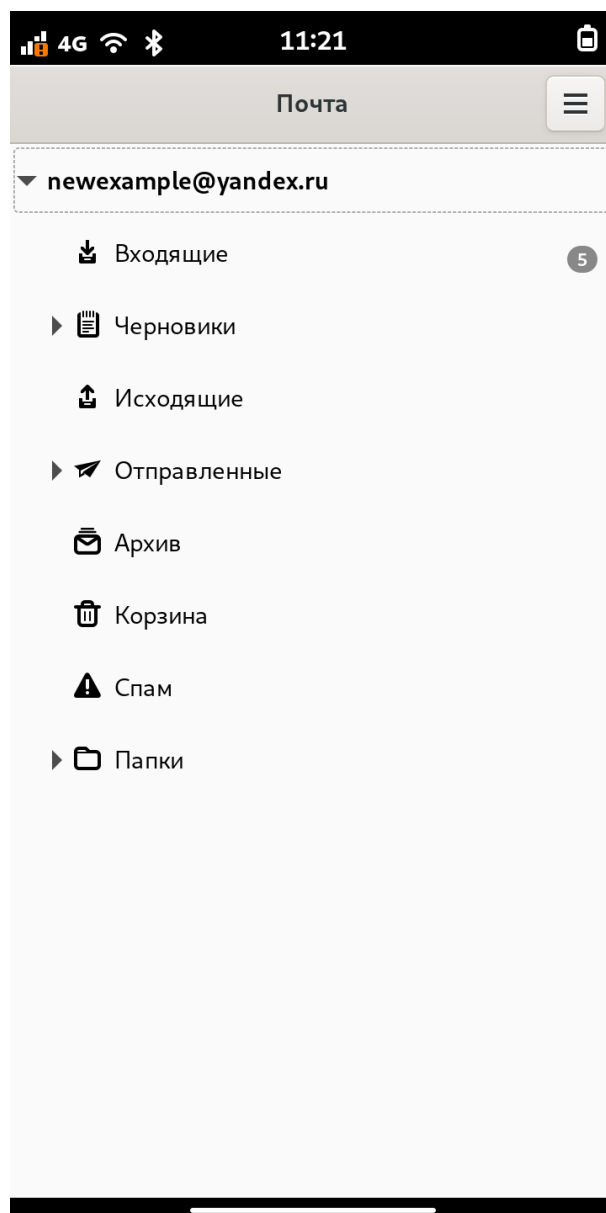 4G 11:21
Почта
newexample@yandex.ru
Входящие 5
Черновики
Исходящие
Отправленные
Архив
Корзина
Спам
Папки